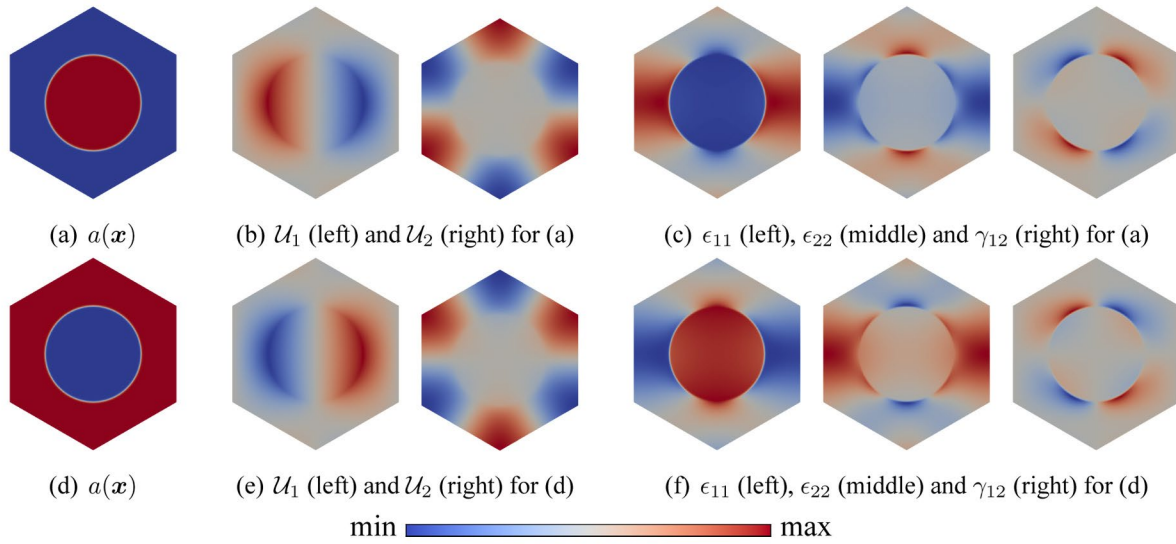 (a) a(𝒙) (b) 𝒰₁ (left) and 𝒰₂ (right) for (a) (c) ϵ₁₁ (left), ϵ₂₂ (middle) and γ₁₂ (right) for (a)
(d) a(𝒙) (e) 𝒰₁ (left) and 𝒰₂ (right) for (d) (f) ϵ₁₁ (left), ϵ₂₂ (middle) and γ₁₂ (right) for (d)
min max